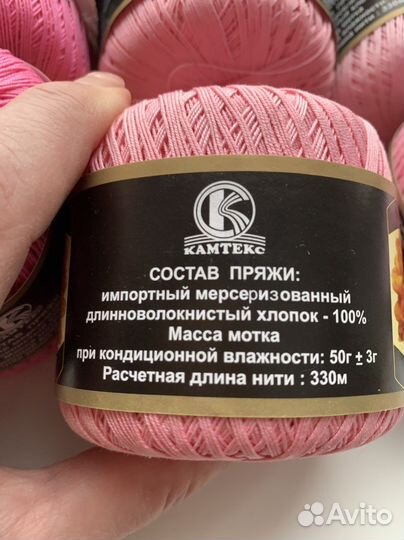 КАМТЕКС
СОСТАВ ПРЯЖИ:
импортный мерсеризованный
длинноволокнистый хлопок - 100%
Масса мотка
при кондиционной влажности: 50г ± 3г
Расчетная длина нити : 330м
Avito